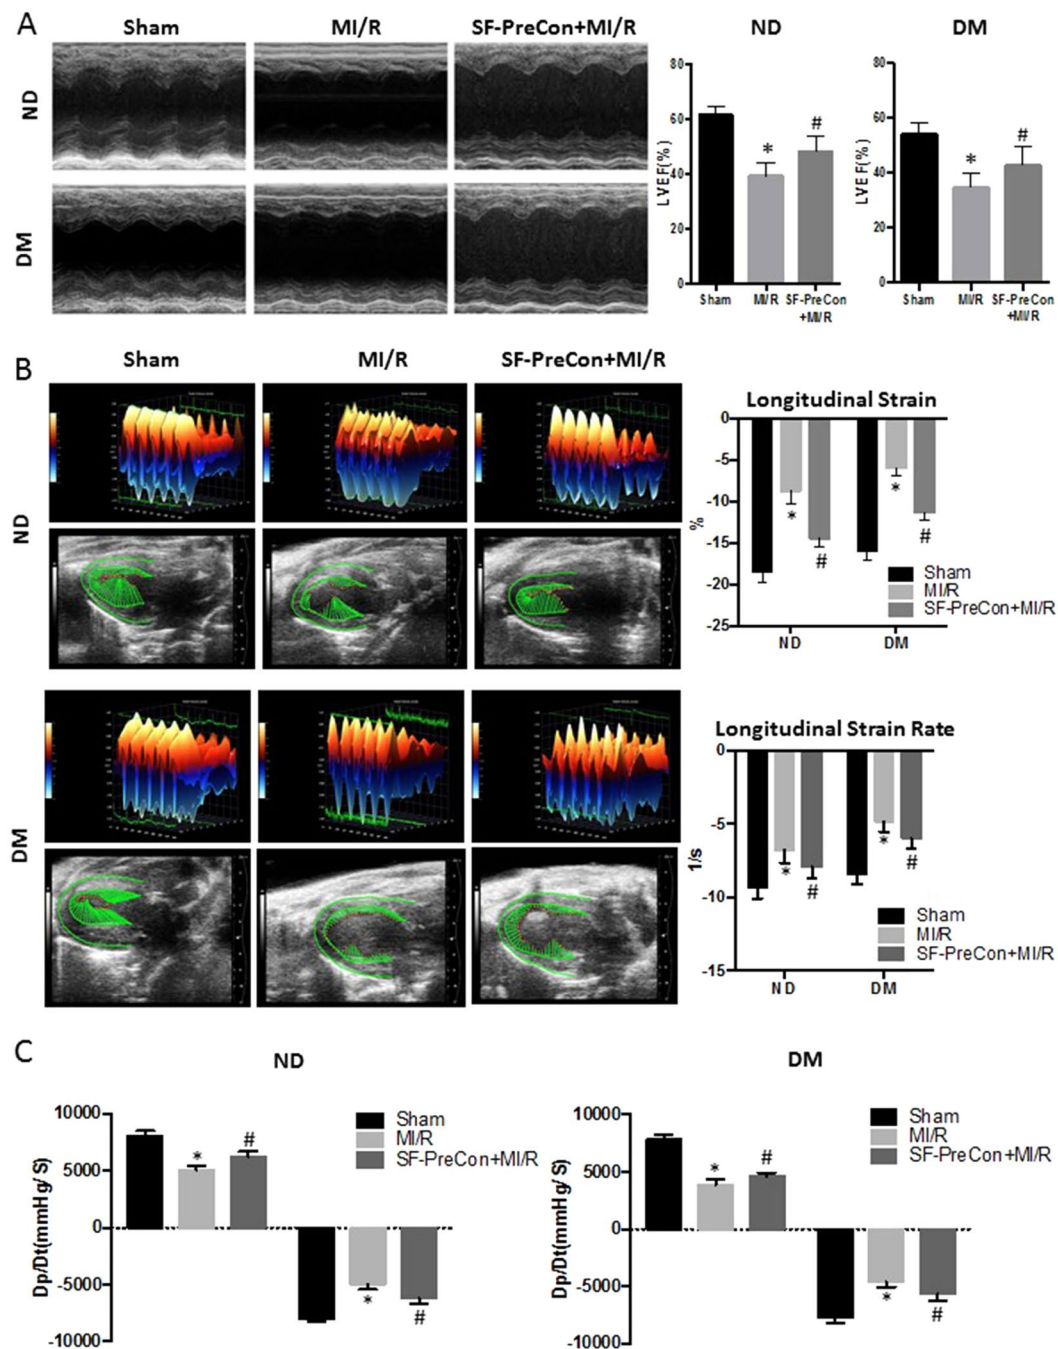 A
Sham
MI/R
SF-PreCon+MI/R
ND
DM
ND
80
60
40
20
0
LVEF(%)
*
#
Sham
MI/R
SF-PreCon
+MI/R
DM
80
60
40
20
0
LVEF(%)
*
#
Sham
MI/R
SF-PreCon
+MI/R
B
Sham
MI/R
SF-PreCon+MI/R
ND
DM
Longitudinal Strain
0
-5
-10
-15
-20
-25
%
*
#
*
#
Sham
MI/R
SF-PreCon+MI/R
ND
DM
Longitudinal Strain Rate
0
-5
-10
-15
1/s
*
#
*
#
Sham
MI/R
SF-PreCon+MI/R
ND
DM
C
ND
10000
5000
0
-5000
-10000
Dp/Dt(mmHg/S)
*
#
*
#
Sham
MI/R
SF-PreCon+MI/R
DM
10000
5000
0
-5000
-10000
Dp/Dt(mmHg/S)
*
#
*
#
Sham
MI/R
SF-PreCon+MI/R